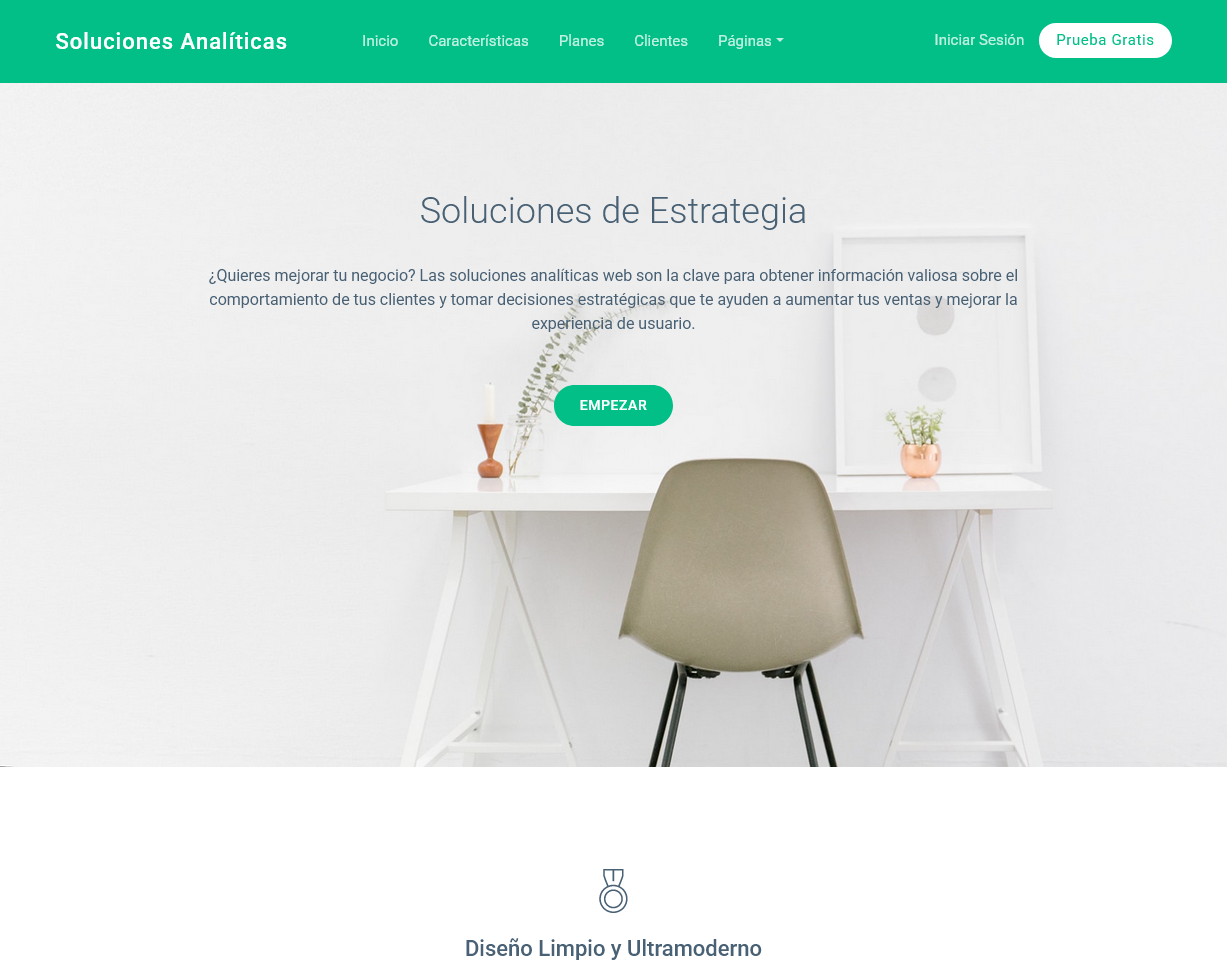 Soluciones Analíticas
Inicio Características Planes Clientes Páginas
Iniciar Sesión Prueba Gratis
Soluciones de Estrategia
¿Quieres mejorar tu negocio? Las soluciones analíticas web son la clave para obtener información valiosa sobre el
comportamiento de tus clientes y tomar decisiones estratégicas que te ayuden a aumentar tus ventas y mejorar la
experiencia de usuario.
EMPEZAR
Diseño Limpio y Ultramoderno